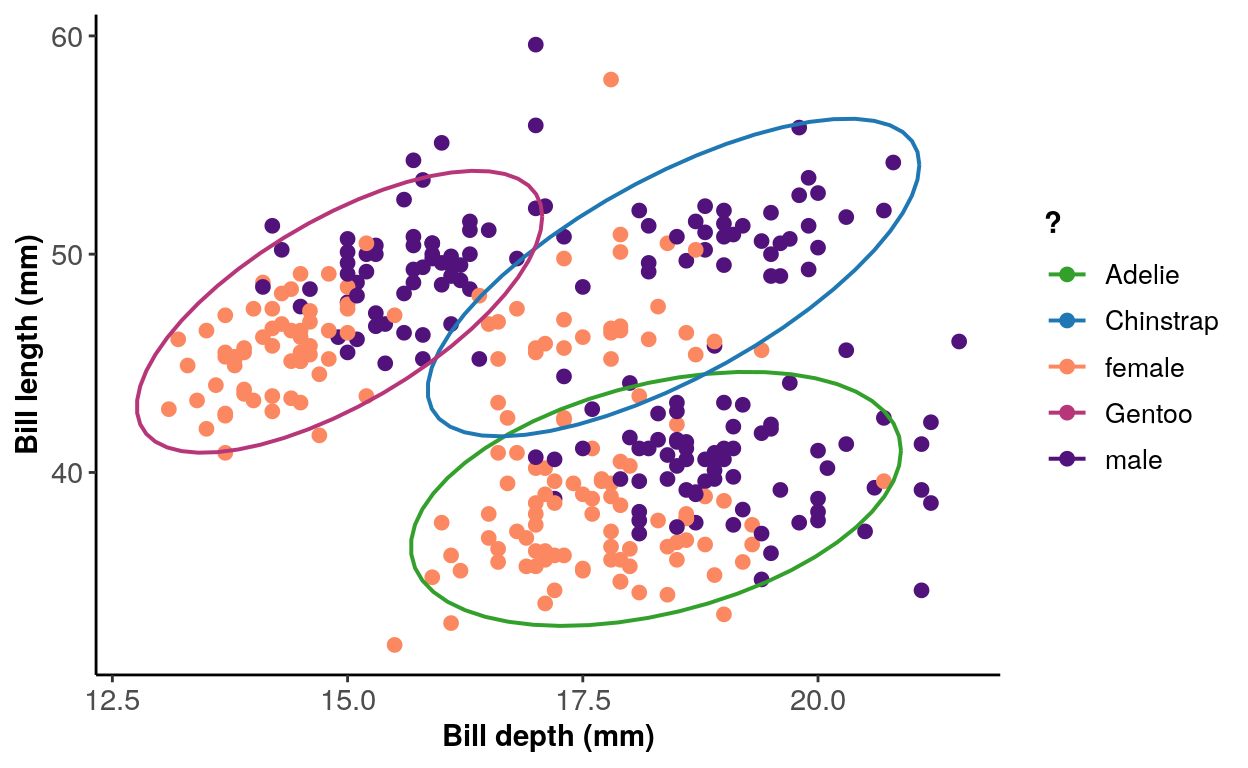 60
50
40
12.5 15.0 17.5 20.0
Bill depth (mm)
Bill length (mm)
?
Adelie
Chinstrap
female
Gentoo
male